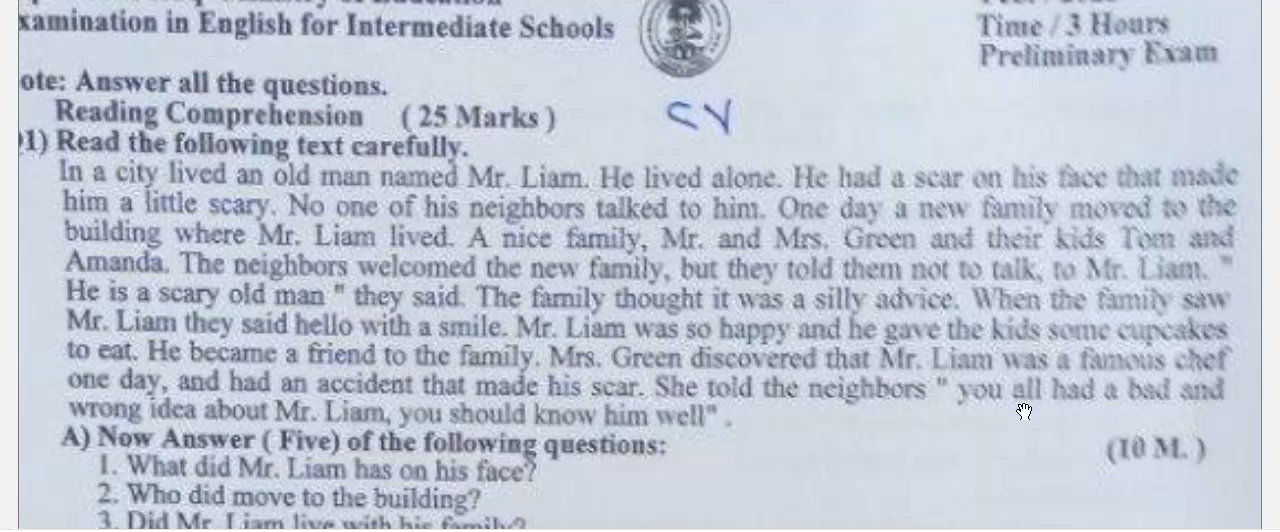 xamination in English for Intermediate Schools
Time / 3 Hours
Preliminary Exam
ote: Answer all the questions.
Reading Comprehension ( 25 Marks )
1) Read the following text carefully.
In a city lived an old man named Mr. Liam. He lived alone. He had a scar on his face that made
him a little scary. No one of his neighbors talked to him. One day a new family moved to the
building where Mr. Liam lived. A nice family, Mr. and Mrs. Green and their kids Tom and
Amanda. The neighbors welcomed the new family, but they told them not to talk, to Mr. Liam. "
He is a scary old man " they said. The family thought it was a silly advice. When the family saw
Mr. Liam they said hello with a smile. Mr. Liam was so happy and he gave the kids some cupcakes
to eat. He became a friend to the family. Mrs. Green discovered that Mr. Liam was a famous chef
one day, and had an accident that made his scar. She told the neighbors " you all had a bad and
wrong idea about Mr. Liam, you should know him well" .
A) Now Answer ( Five) of the following questions: (10 M. )
1. What did Mr. Liam has on his face?
2. Who did move to the building?
3. Did Mr. Liam live with his family?